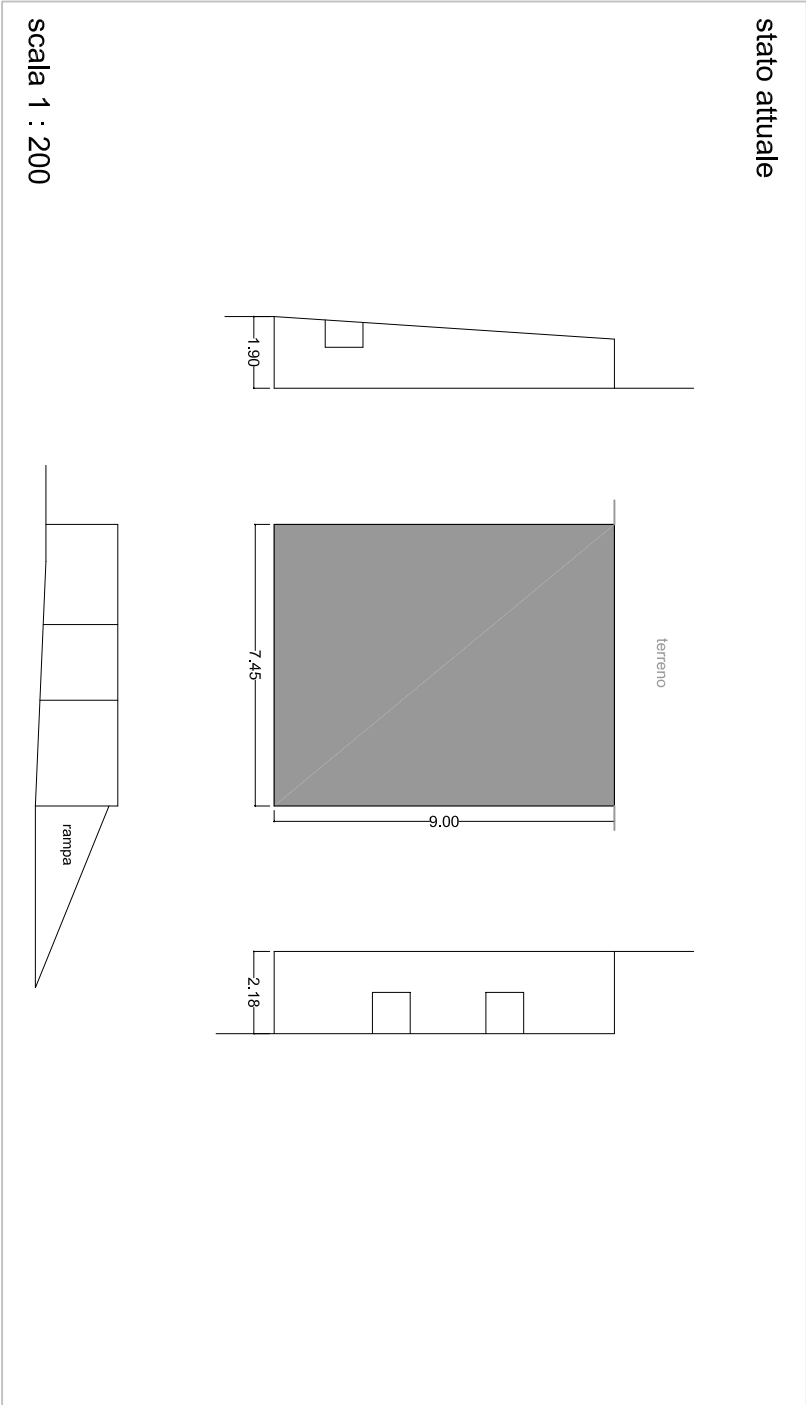 stato attuale
terreno
1.90
7.45
9.00
2.18
rampa
scala 1 : 200